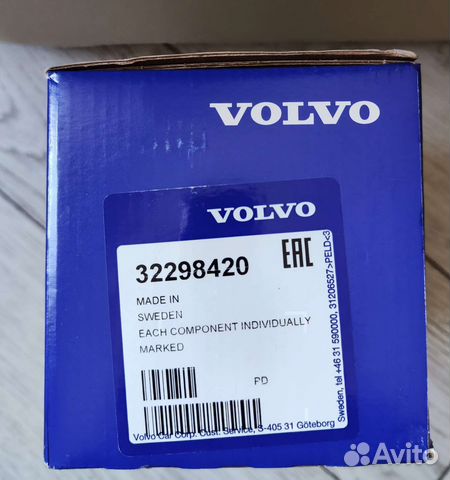 VOLVO
VOLVO
32298420
EAC
MADE IN
SWEDEN
EACH COMPONENT INDIVIDUALLY
MARKED
PD
Volvo Car Corp. Cust. Service, S-405 31 Göteborg
Sweden, tel +46 31 590000, 31206527>PELD<3
Avito